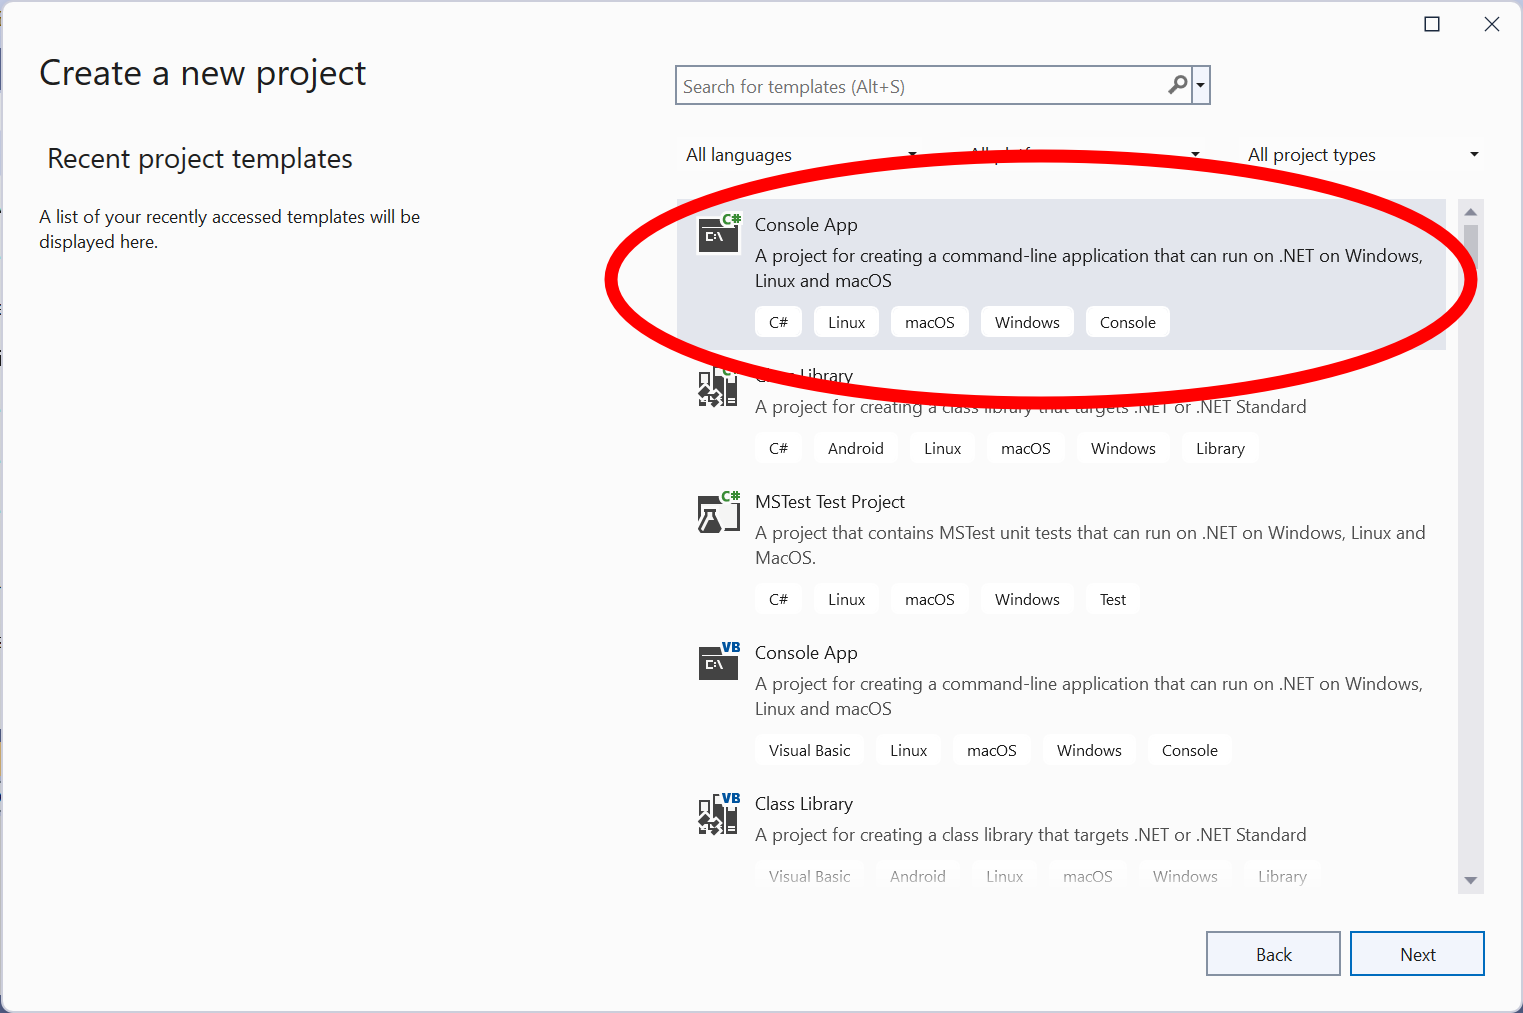 Create a new project
Search for templates (Alt+S)
Recent project templates
All languages
All project types
A list of your recently accessed templates will be
displayed here.
C#
C:\
Console App
A project for creating a command-line application that can run on .NET on Windows,
Linux and macOS
C# Linux macOS Windows Console
Class Library
A project for creating a class library that targets .NET or .NET Standard
C# Android Linux macOS Windows Library
C#
MSTest Test Project
A project that contains MSTest unit tests that can run on .NET on Windows, Linux and
MacOS.
C# Linux macOS Windows Test
VB
C:\
Console App
A project for creating a command-line application that can run on .NET on Windows,
Linux and macOS
Visual Basic Linux macOS Windows Console
VB
Class Library
A project for creating a class library that targets .NET or .NET Standard
Visual Basic Android Linux macOS Windows Library
Back
Next